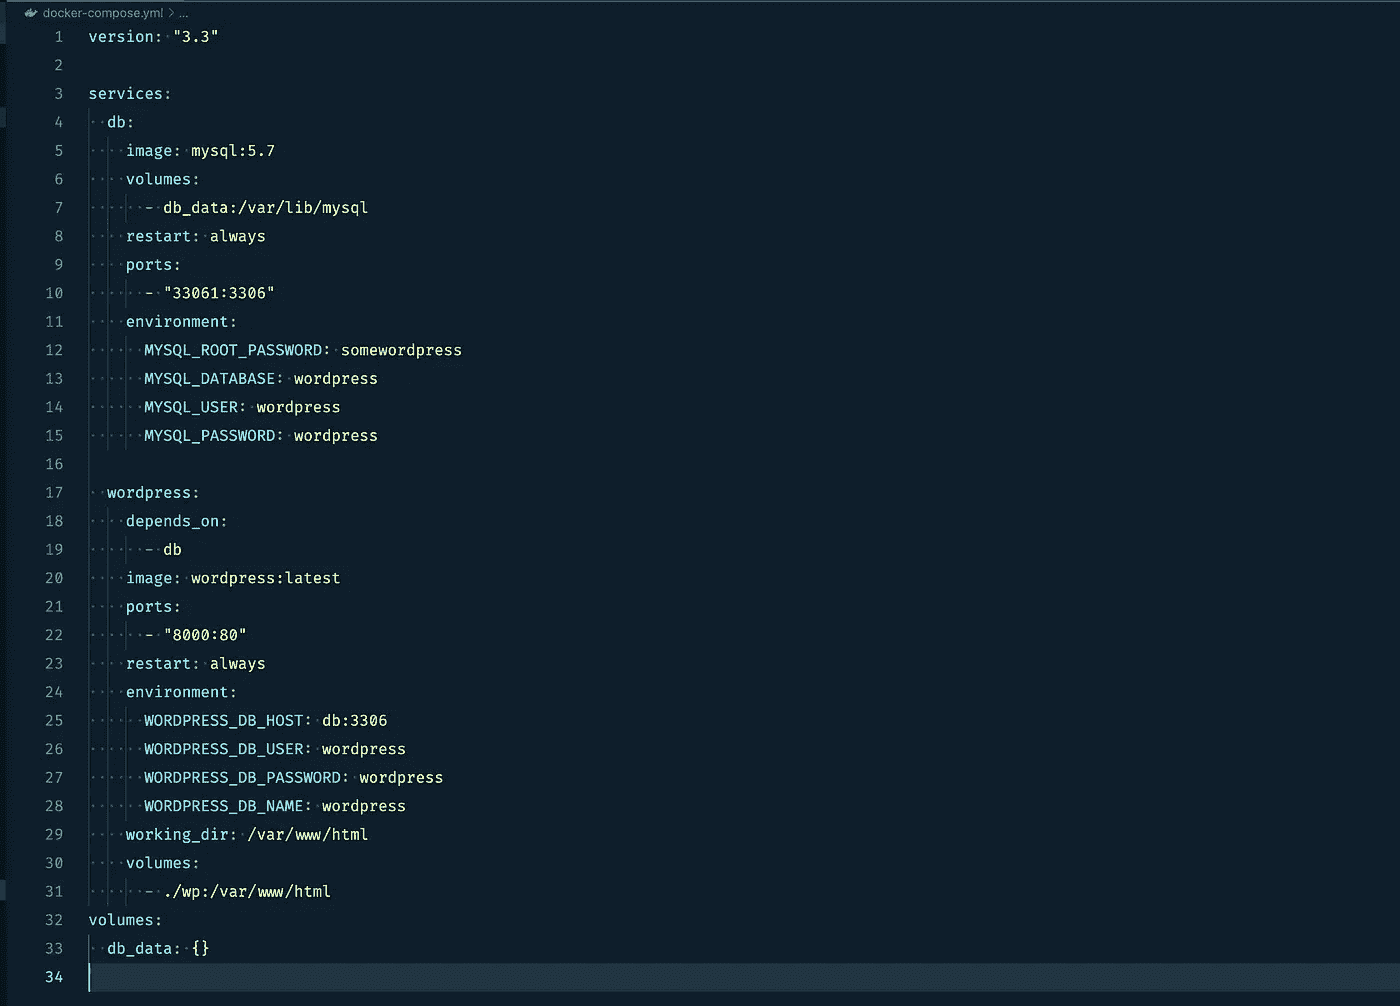 docker-compose.yml > ...
1 version: "3.3"
2
3 services:
4   db:
5     image: mysql:5.7
6     volumes:
7       - db_data:/var/lib/mysql
8     restart: always
9     ports:
10       - "33061:3306"
11     environment:
12       MYSQL_ROOT_PASSWORD: somewordpress
13       MYSQL_DATABASE: wordpress
14       MYSQL_USER: wordpress
15       MYSQL_PASSWORD: wordpress
16
17   wordpress:
18     depends_on:
19       - db
20     image: wordpress:latest
21     ports:
22       - "8000:80"
23     restart: always
24     environment:
25       WORDPRESS_DB_HOST: db:3306
26       WORDPRESS_DB_USER: wordpress
27       WORDPRESS_DB_PASSWORD: wordpress
28       WORDPRESS_DB_NAME: wordpress
29     working_dir: /var/www/html
30     volumes:
31       - ./wp:/var/www/html
32 volumes:
33   db_data: {}
34